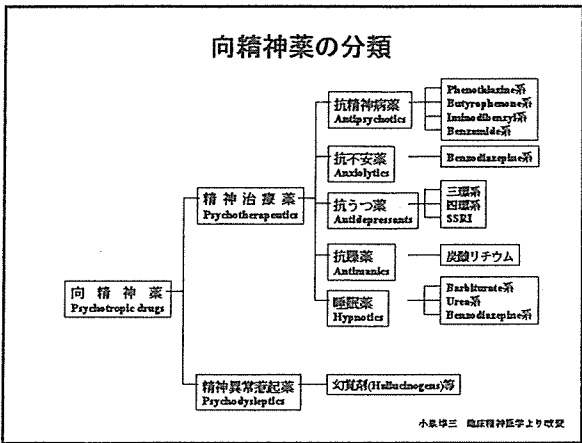 向精神薬の分類
抗精神病薬
Antipsychotics
Phenothiazine系
Butyrophenone系
Iminodibenzyl系
Benzamide系
抗不安薬
Anxiolytics
Benzodiazepine系
精神治療薬
Psychotherapeutics
抗うつ薬
Antidepressants
三環系
四環系
SSRI
抗躁薬
Antimanics
炭酸リチウム
向精神薬
Psychotropic drugs
睡眠薬
Hypnotics
Barbiturate系
Urea系
Benzodiazepine系
精神異常惹起薬
Psychodysleptics
幻覚剤(Hallucinogens)等
臨床精神医学より改変